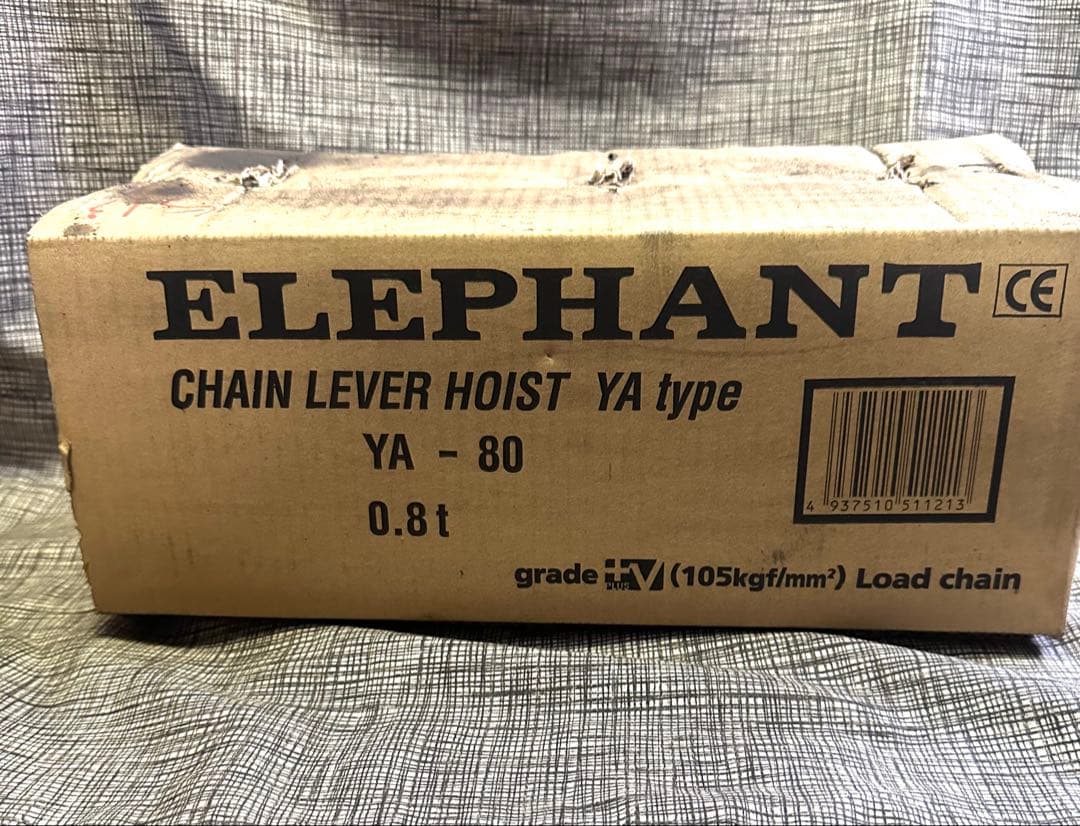 ELEPHANT CE
CHAIN LEVER HOIST YA type
YA - 80
0.8t
4 937510 511213
grade PLUS V (105kgf/mm²) Load chain